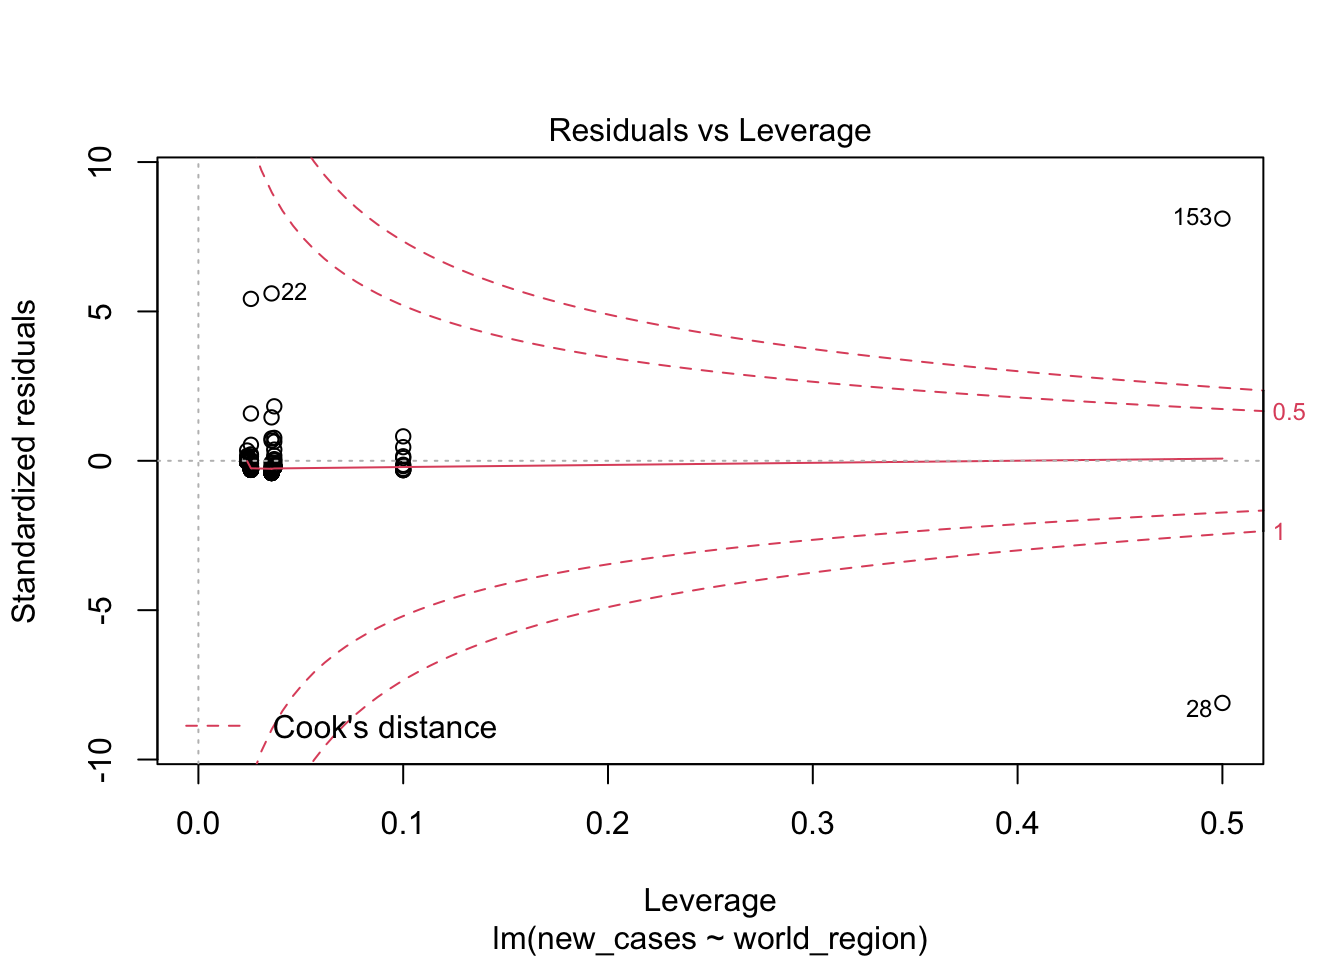 Residuals vs Leverage
Standardized residuals
10
5
0
-5
-10
153
22
28
0.5
1
Cook's distance
0.0 0.1 0.2 0.3 0.4 0.5
Leverage
lm(new_cases ~ world_region)